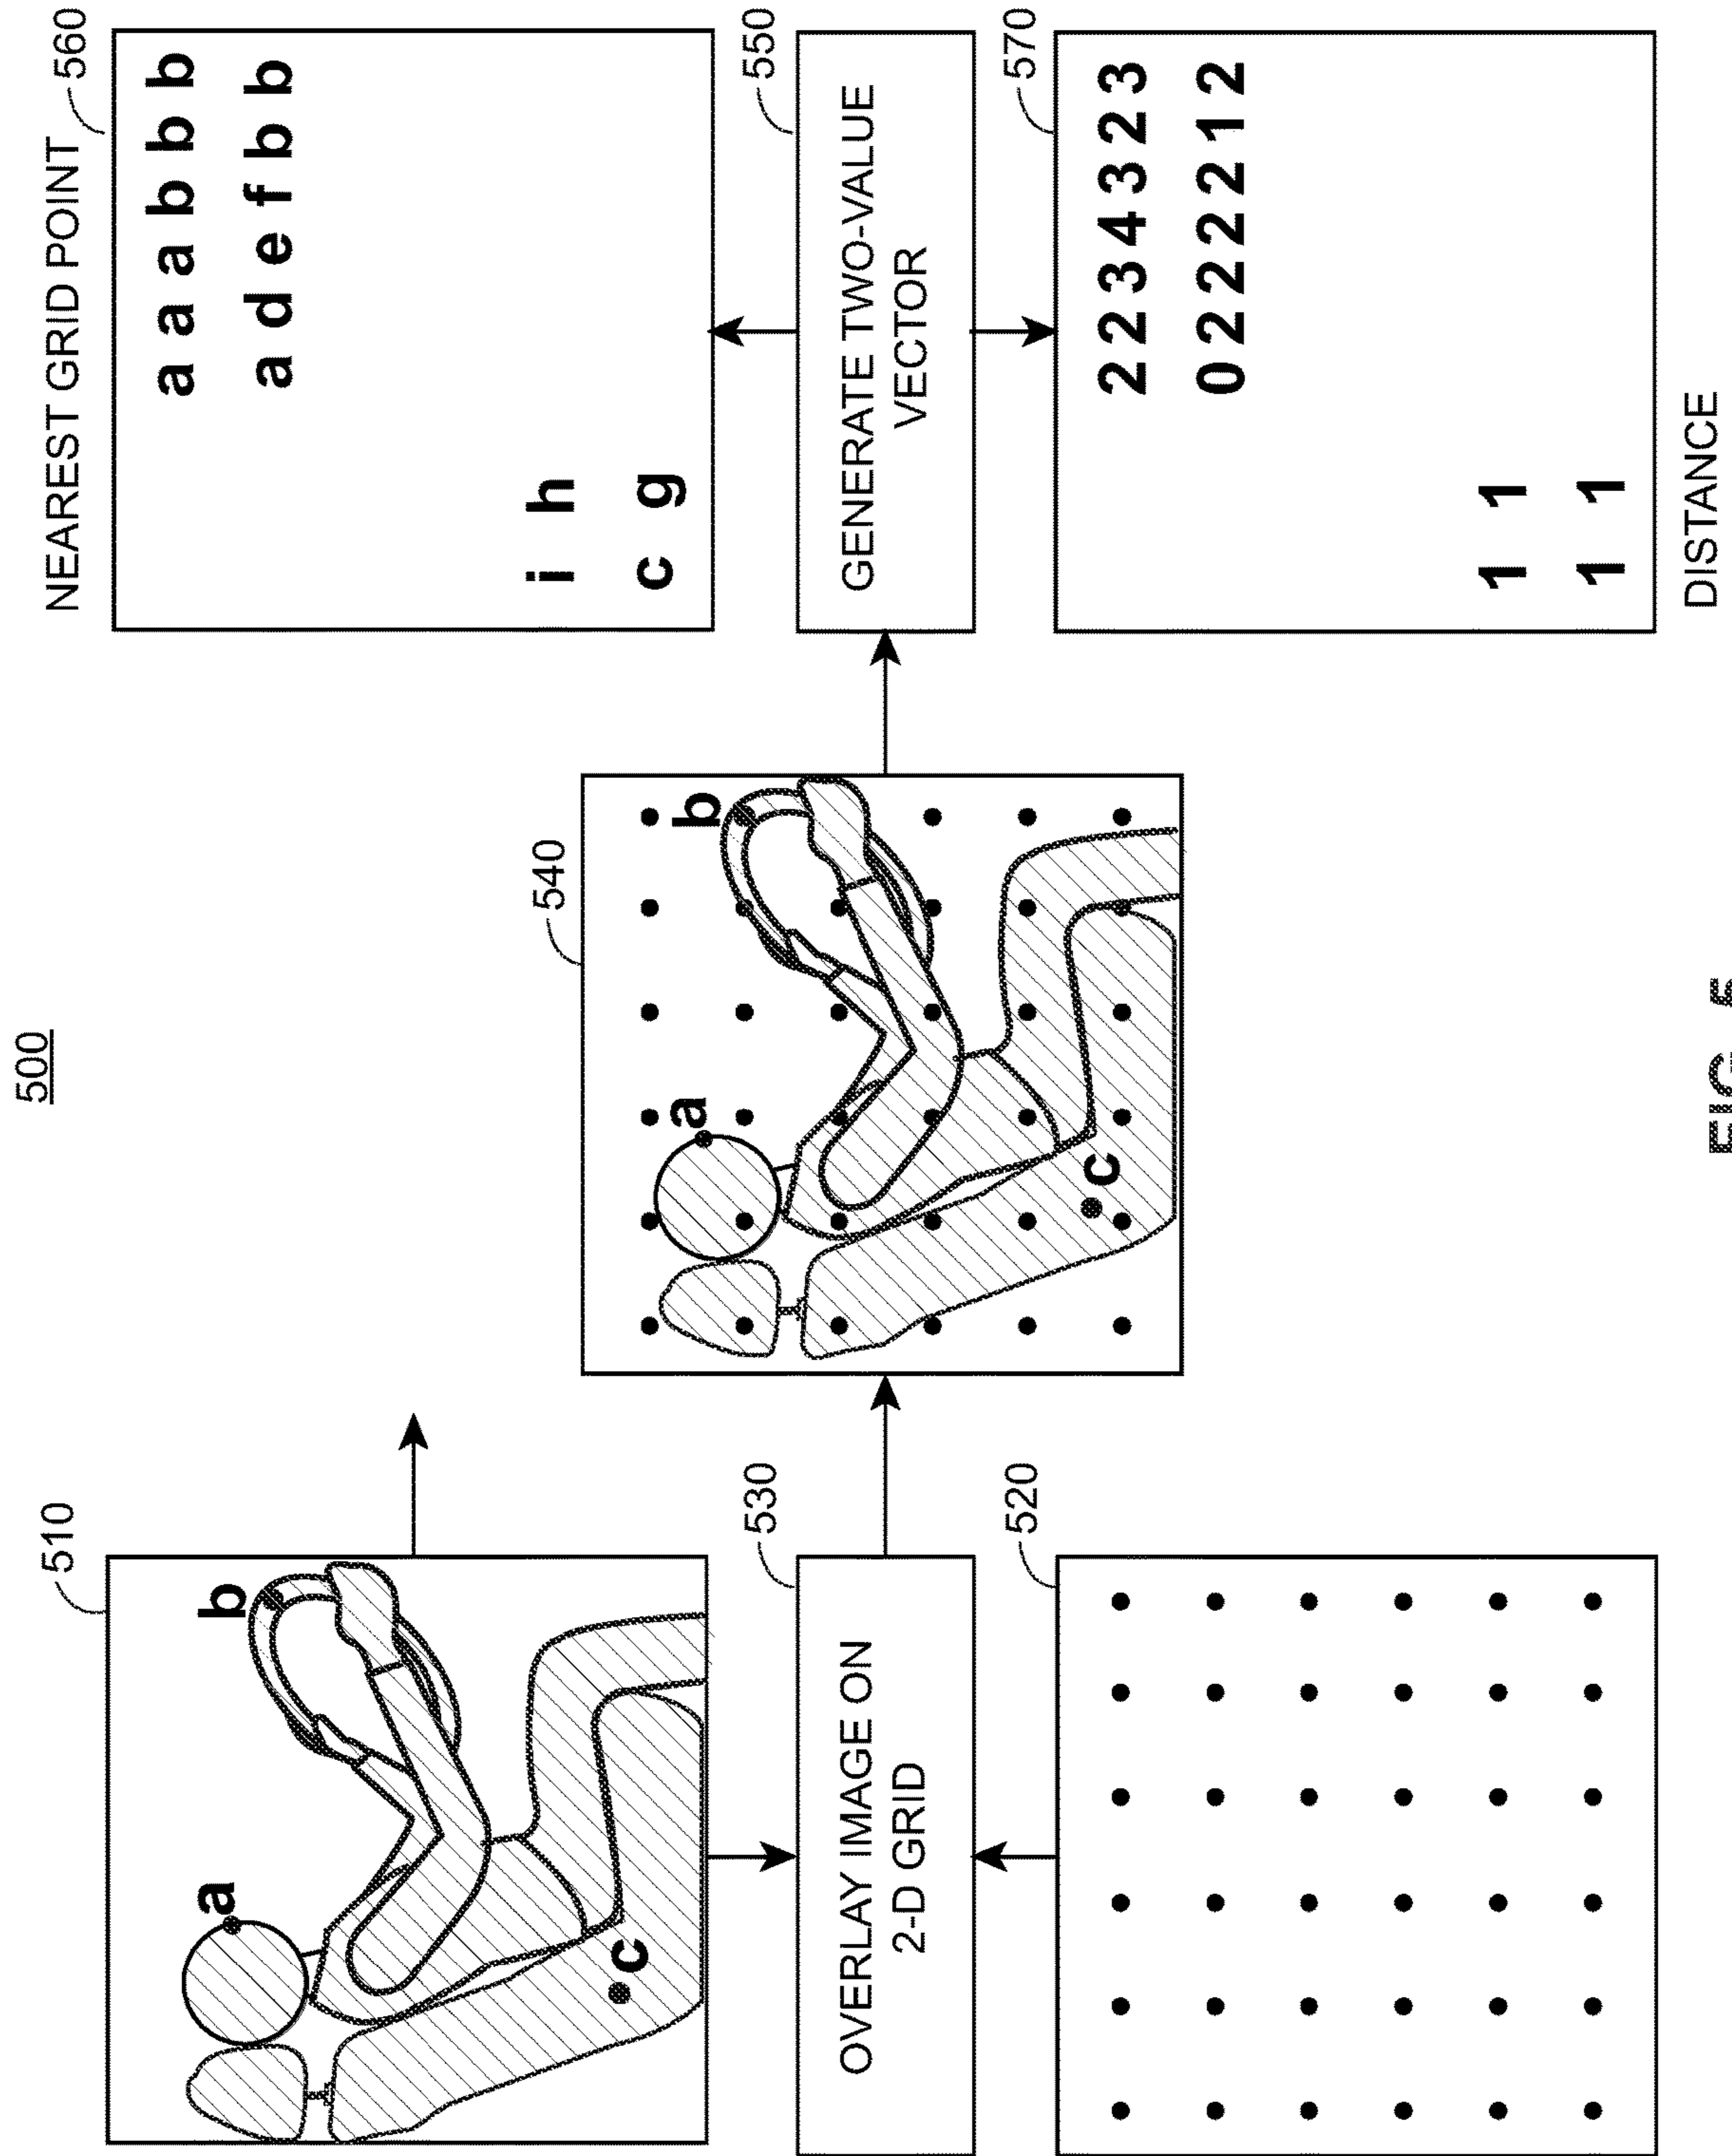 500
510
a
b
530
OVERLAY IMAGE ON
2-D GRID
520
c
540
a
b
c
NEAREST GRID POINT
560
a a a b b b
a d e f b b
i h
c g
550
GENERATE TWO-VALUE
VECTOR
570
2 2 3 4 3 2 3
0 2 2 2 2 1 2
1 1
1 1
DISTANCE
FIG. 5